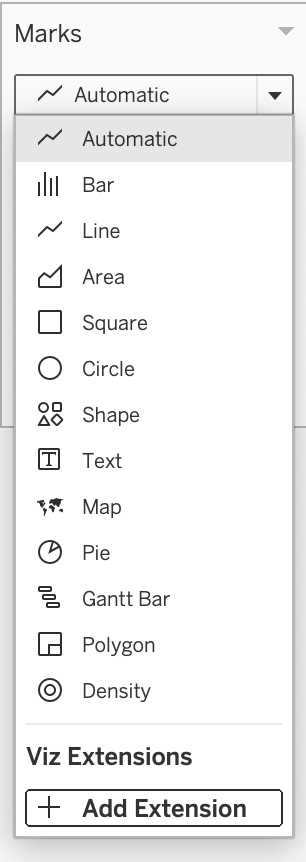 Marks
Automatic
Automatic
Bar
Line
Area
Square
Circle
Shape
Text
Map
Pie
Gantt Bar
Polygon
Density
Viz Extensions
Add Extension